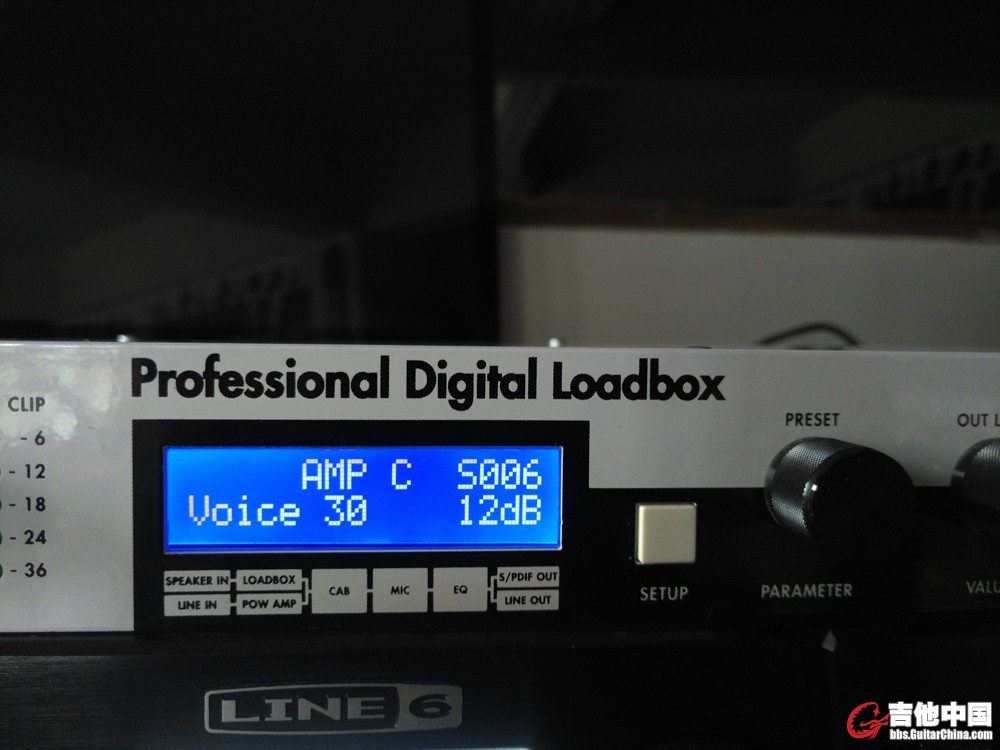 Professional Digital Loadbox
CLIP
- 6
- 12
- 18
- 24
- 36
AMP C S006
Voice 30 12dB
SPEAKER IN
LOADBOX
LINE IN
POW AMP
CAB
MIC
EQ
S/PDIF OUT
LINE OUT
SETUP
PRESET
PARAMETER
OUT
LINE 6
吉他中国
bbs.GuitarChina.com